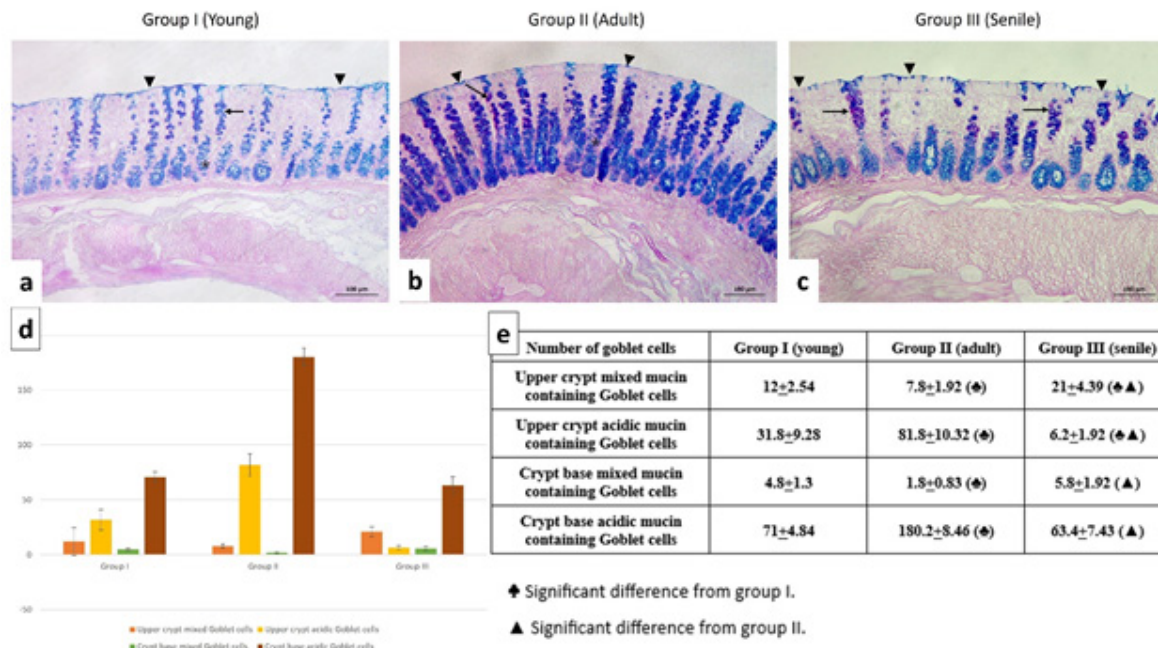 Group I (Young)
Group II (Adult)
Group III (Senile)
a
100 µm
b
100 µm
c
100 µm
d
150
100
50
0
-50
Group I
Group II
Group III
Upper crypt mixed Goblet cells
Upper crypt acidic Goblet cells
Crypt base mixed Goblet cells
Crypt base acidic Goblet cells
e
Number of goblet cells
Group I (young)
Group II (adult)
Group III (senile)
Upper crypt mixed mucin
containing Goblet cells
12±2.54
7.8±1.92 (♣)
21±4.39 (♣▲)
Upper crypt acidic mucin
containing Goblet cells
31.8±9.28
81.8±10.32 (♣)
6.2±1.92 (♣▲)
Crypt base mixed mucin
containing Goblet cells
4.8±1.3
1.8±0.83 (♣)
5.8±1.92 (▲)
Crypt base acidic mucin
containing Goblet cells
71±4.84
180.2±8.46 (♣)
63.4±7.43 (▲)
♣ Significant difference from group I.
▲ Significant difference from group II.